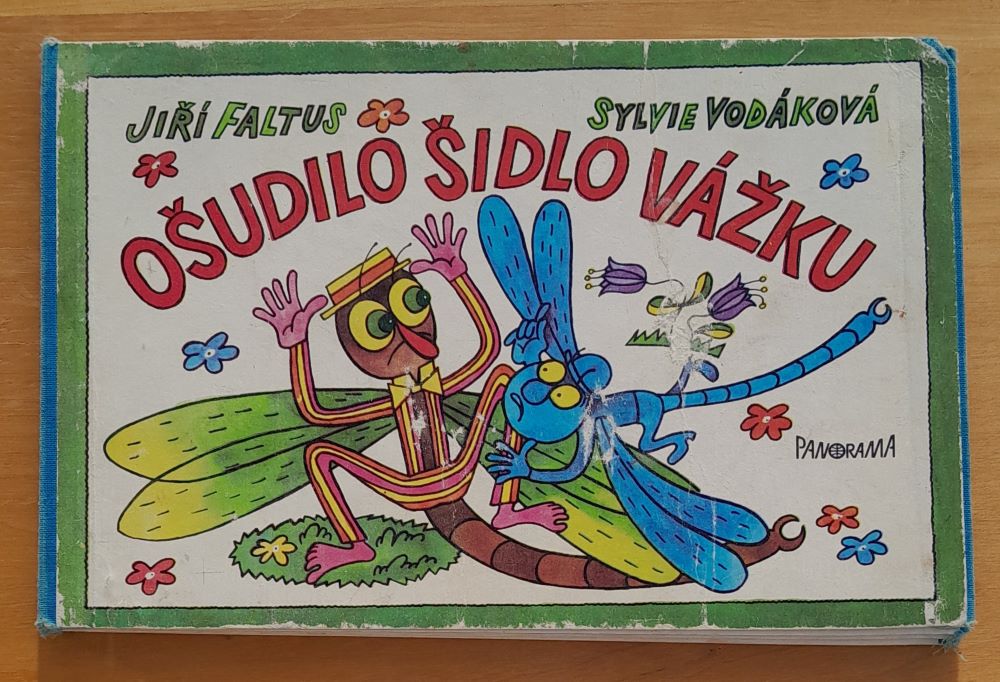 JIŘÍ FALTUS
SYLVIE VODÁKOVÁ
OŠUDILO ŠIDLO VÁŽKU
PANORAMA